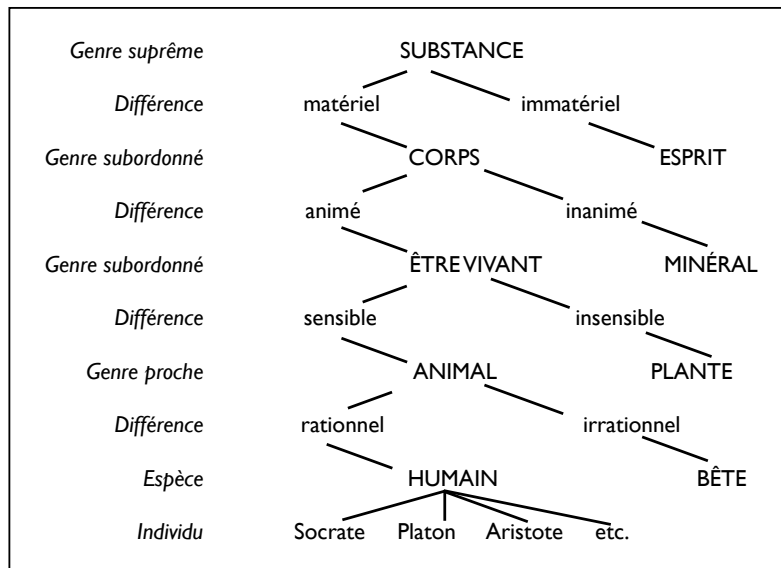 Genre suprême SUBSTANCE
Différence matériel immatériel
Genre subordonné CORPS ESPRIT
Différence animé inanimé
Genre subordonné ÊTRE VIVANT MINÉRAL
Différence sensible insensible
Genre proche ANIMAL PLANTE
Différence rationnel irrationnel
Espèce HUMAIN BÊTE
Individu Socrate Platon Aristote etc.